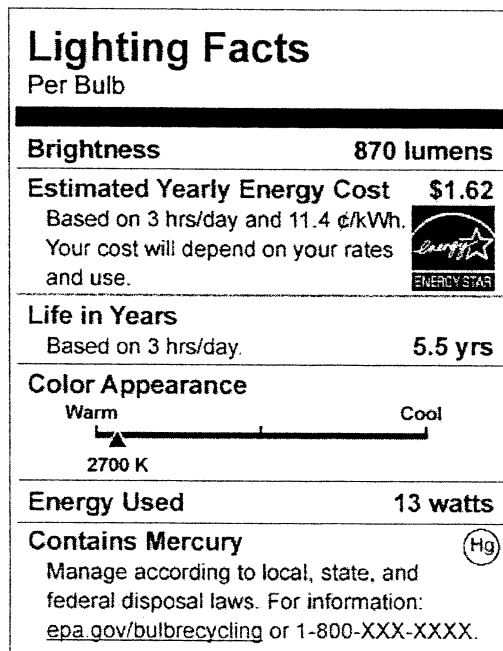 Lighting Facts
Per Bulb
Brightness 870 lumens
Estimated Yearly Energy Cost $1.62
Based on 3 hrs/day and 11.4 ¢/kWh.
Your cost will depend on your rates
and use.
energy
ENERGY STAR
Life in Years
Based on 3 hrs/day. 5.5 yrs
Color Appearance
Warm Cool
2700 K
Energy Used 13 watts
Contains Mercury Hg
Manage according to local, state, and
federal disposal laws. For information:
epa.gov/bulbrecycling or 1-800-XXX-XXXX.